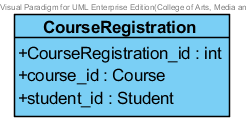 Visual Paradigm for UML Enterprise Edition(College of Arts, Media an
CourseRegistration
+CourseRegistration_id : int
+course_id : Course
+student_id : Student